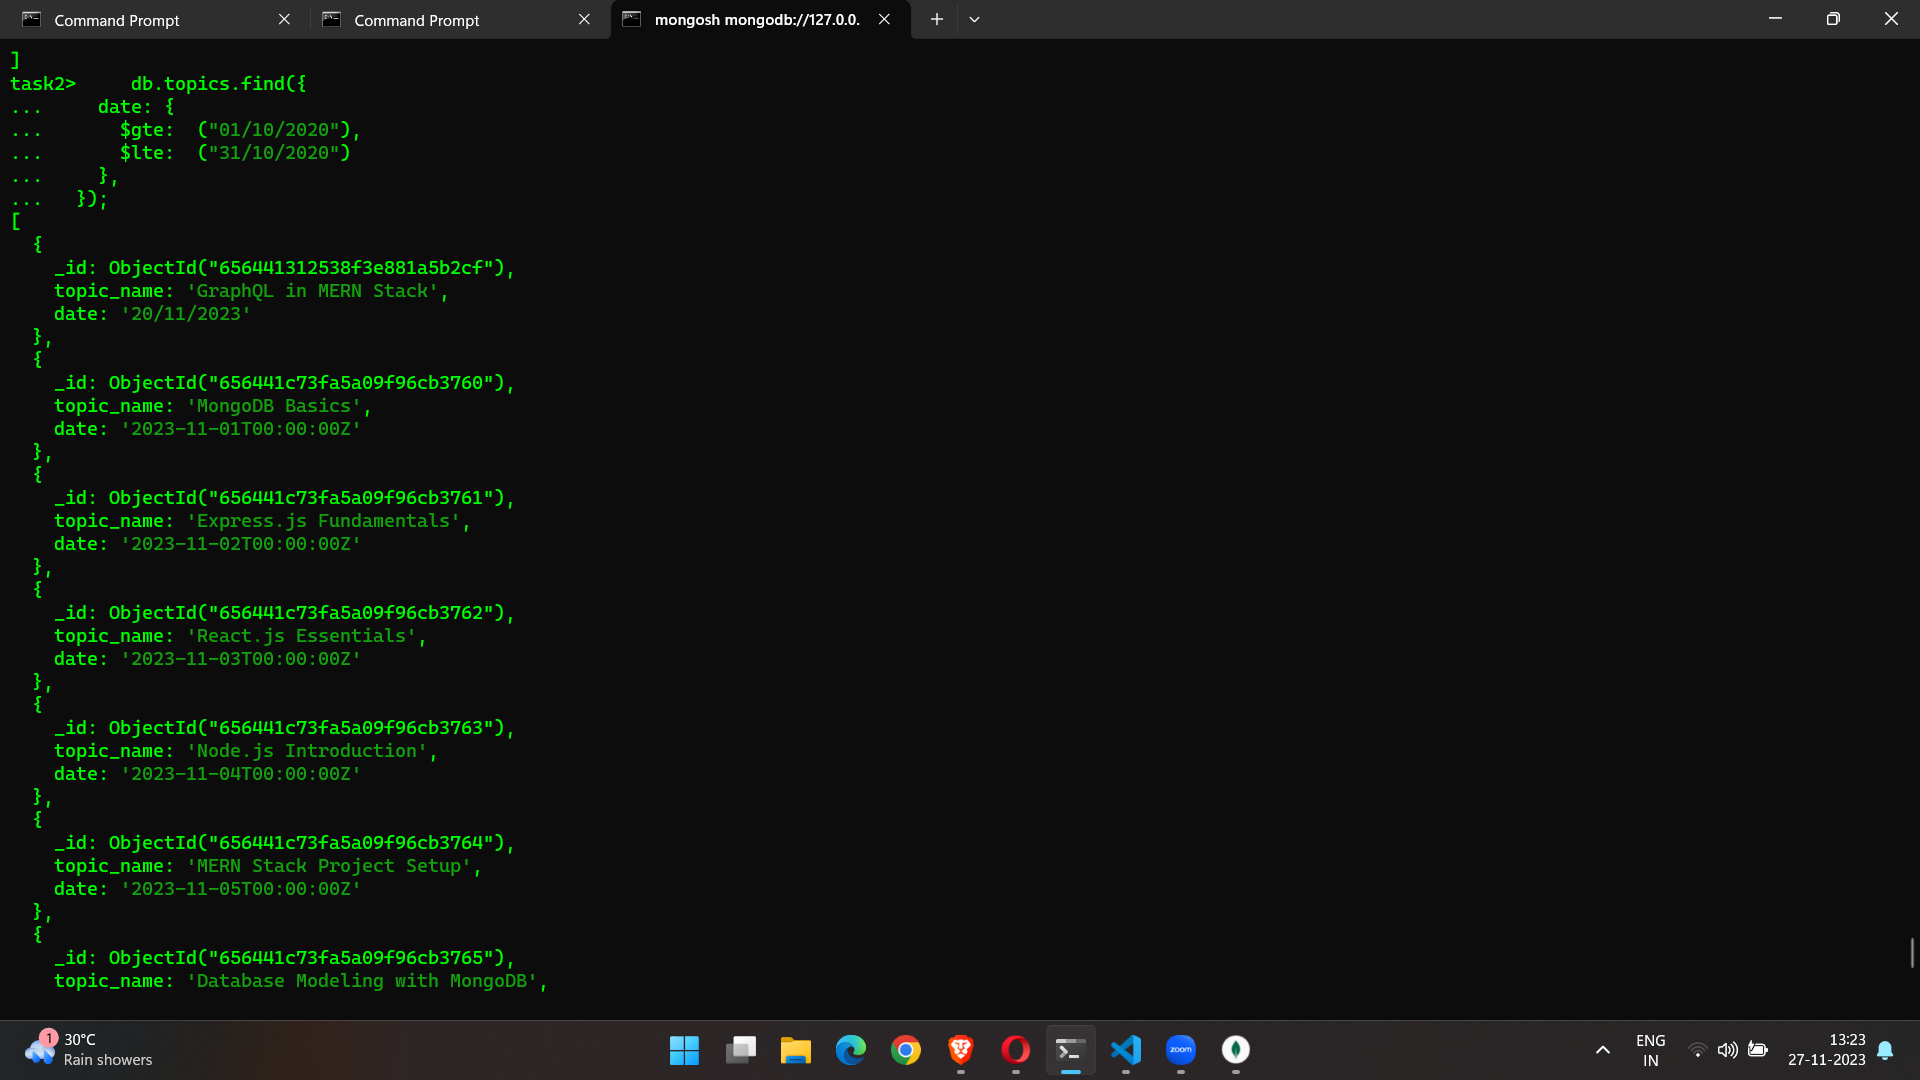 Command Prompt
Command Prompt
mongosh mongodb://127.0.0.
]
task2>     db.topics.find({
...     date: {
...       $gte:  ("01/10/2020"),
...       $lte:  ("31/10/2020")
...     },
...   });
[
  {
    _id: ObjectId("656441312538f3e881a5b2cf"),
    topic_name: 'GraphQL in MERN Stack',
    date: '20/11/2023'
  },
  {
    _id: ObjectId("656441c73fa5a09f96cb3760"),
    topic_name: 'MongoDB Basics',
    date: '2023-11-01T00:00:00Z'
  },
  {
    _id: ObjectId("656441c73fa5a09f96cb3761"),
    topic_name: 'Express.js Fundamentals',
    date: '2023-11-02T00:00:00Z'
  },
  {
    _id: ObjectId("656441c73fa5a09f96cb3762"),
    topic_name: 'React.js Essentials',
    date: '2023-11-03T00:00:00Z'
  },
  {
    _id: ObjectId("656441c73fa5a09f96cb3763"),
    topic_name: 'Node.js Introduction',
    date: '2023-11-04T00:00:00Z'
  },
  {
    _id: ObjectId("656441c73fa5a09f96cb3764"),
    topic_name: 'MERN Stack Project Setup',
    date: '2023-11-05T00:00:00Z'
  },
  {
    _id: ObjectId("656441c73fa5a09f96cb3765"),
    topic_name: 'Database Modeling with MongoDB',
1
30°C
Rain showers
zoom
ENG
IN
13:23
27-11-2023